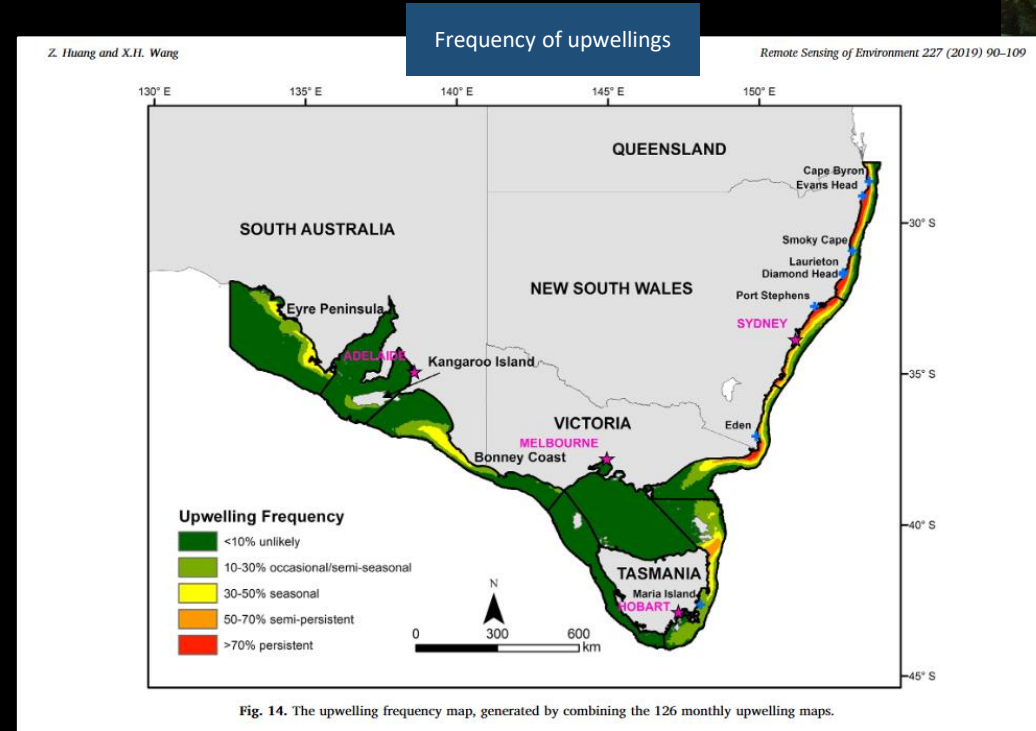 Frequency of upwellings
Z. Huang and X.H. Wang
Remote Sensing of Environment 227 (2019) 90–109
130° E
135° E
140° E
145° E
150° E
QUEENSLAND
Cape Byron
Evans Head
30° S
SOUTH AUSTRALIA
Smoky Cape
Laurieton
Diamond Head
NEW SOUTH WALES
Port Stephens
Eyre Peninsula
SYDNEY
ADELAIDE
Kangaroo Island
35° S
VICTORIA
Eden
MELBOURNE
Bonney Coast
Upwelling Frequency
<10% unlikely
10-30% occasional/semi-seasonal
30-50% seasonal
50-70% semi-persistent
>70% persistent
40° S
TASMANIA
Maria Island
HOBART
N
0 300 600
km
45° S
Fig. 14. The upwelling frequency map, generated by combining the 126 monthly upwelling maps.